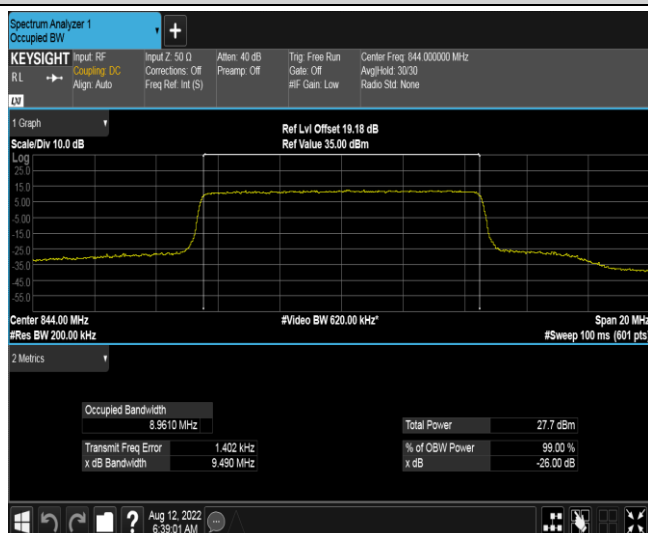 Spectrum Analyzer 1
Occupied BW
+
KEYSIGHT
RL
LXI
Input: RF
Coupling: DC
Align: Auto
Input Z: 50 Ω
Corrections: Off
Freq Ref: Int (S)
Atten: 40 dB
Preamp: Off
Trig: Free Run
Gate: Off
#IF Gain: Low
Center Freq: 844.000000 MHz
Avg|Hold: 30/30
Radio Std: None
1 Graph
Scale/Div 10.0 dB
Ref Lvl Offset 19.18 dB
Ref Value 35.00 dBm
Log
25.0
15.0
5.00
-5.00
-15.0
-25.0
-35.0
-45.0
-55.0
Center 844.00 MHz
#Res BW 200.00 kHz
#Video BW 620.00 kHz*
Span 20 MHz
#Sweep 100 ms (601 pts)
2 Metrics
Occupied Bandwidth
8.9610 MHz
Transmit Freq Error 1.402 kHz
x dB Bandwidth 9.490 MHz
Total Power 27.7 dBm
% of OBW Power 99.00 %
x dB -26.00 dB
?
Aug 12, 2022
6:39:01 AM